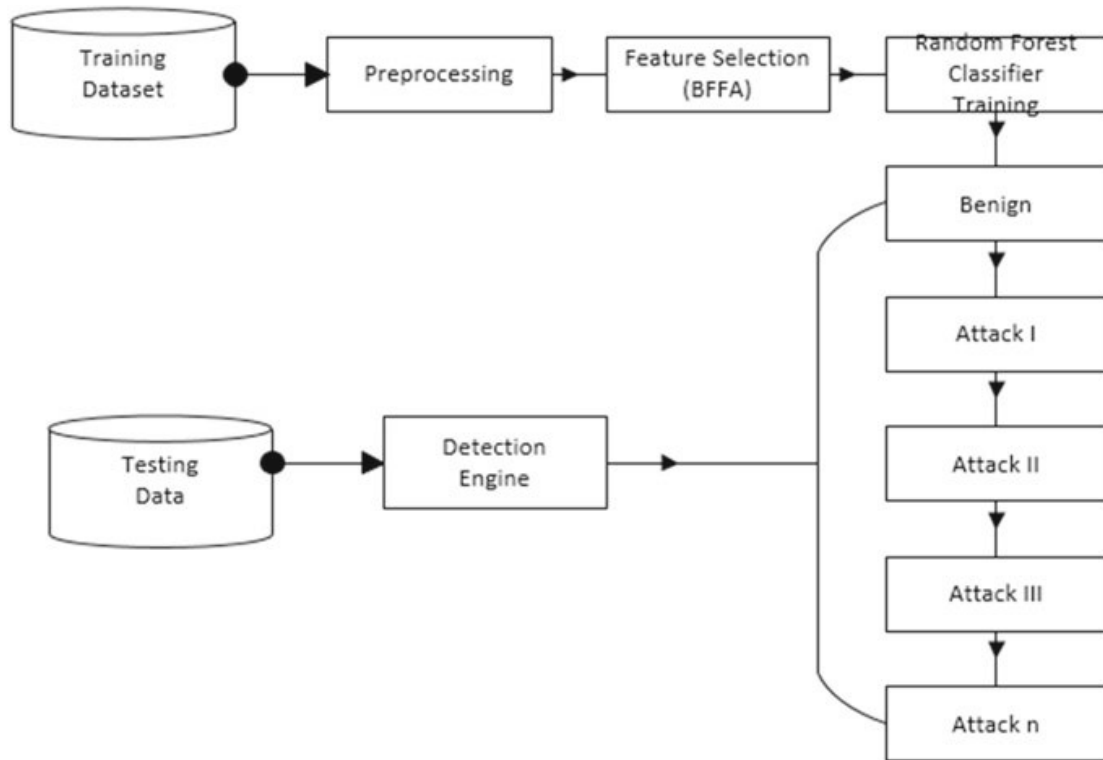 Training
Dataset
Preprocessing
Feature Selection
(BFFA)
Random Forest
Classifier
Training
Benign
Attack I
Attack II
Attack III
Attack n
Testing
Data
Detection
Engine